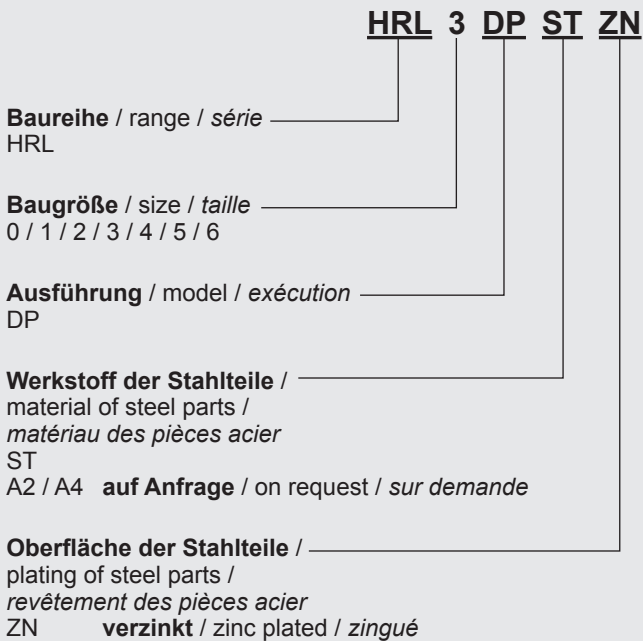 HRL 3 DP ST ZN
Baureihe / range / série
HRL
Baugröße / size / taille
0 / 1 / 2 / 3 / 4 / 5 / 6
Ausführung / model / exécution
DP
Werkstoff der Stahlteile /
material of steel parts /
matériau des pièces acier
ST
A2 / A4 auf Anfrage / on request / sur demande
Oberfläche der Stahlteile /
plating of steel parts /
revêtement des pièces acier
ZN verzinkt / zinc plated / zingué